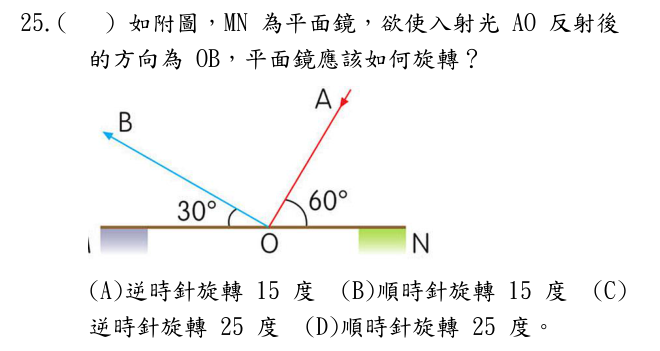 25.(　) 如附圖，MN 為平面鏡，欲使入射光 AO 反射後
的方向為 OB，平面鏡應該如何旋轉？
A
B
30°
60°
O
N
(A)逆時針旋轉 15 度　(B)順時針旋轉 15 度　(C)
逆時針旋轉 25 度　(D)順時針旋轉 25 度。